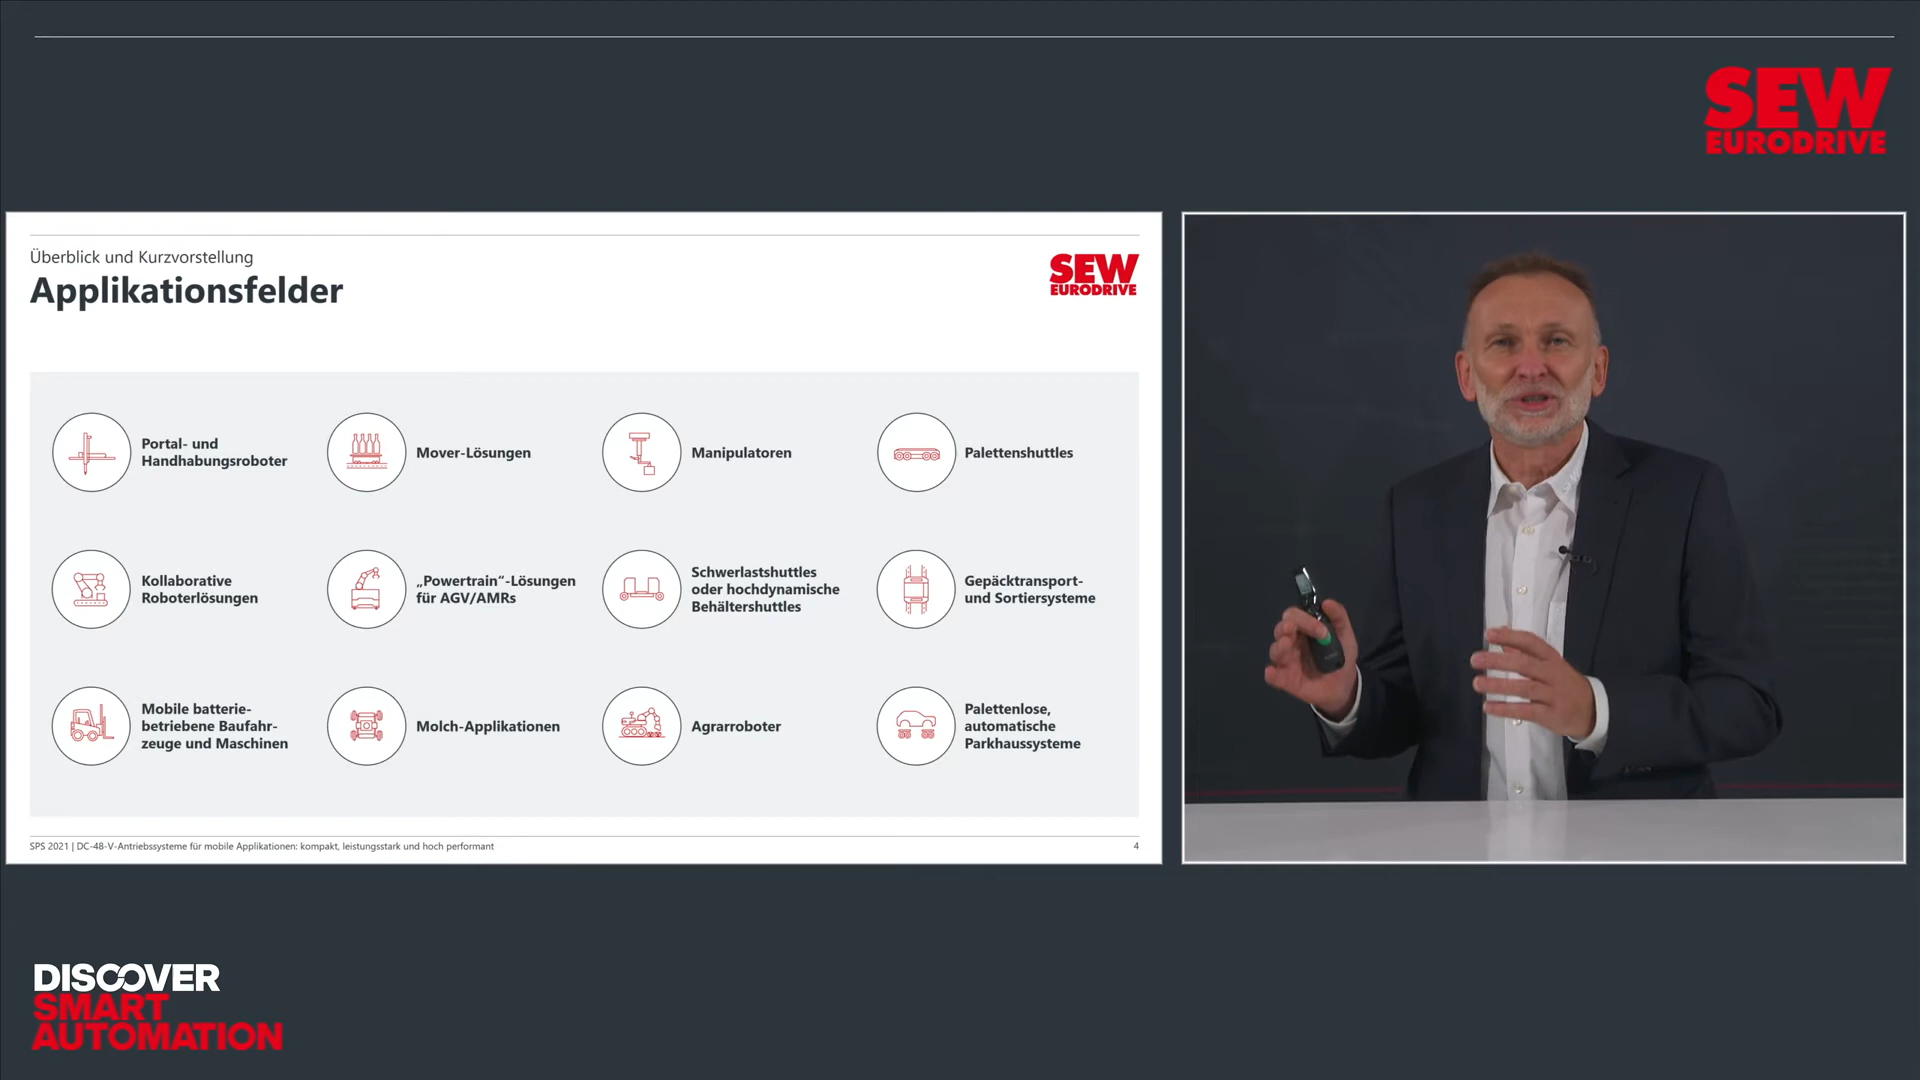 SEW
EURODRIVE
Überblick und Kurzvorstellung
Applikationsfelder
SEW
EURODRIVE
Portal- und
Handhabungsroboter
Mover-Lösungen
Manipulatoren
Palettenshuttles
Kollaborative
Roboterlösungen
„Powertrain“-Lösungen
für AGV/AMRs
Schwerlastshuttles
oder hochdynamische
Behältershuttles
Gepäcktransport-
und Sortiersysteme
Mobile batterie-
betriebene Baufahr-
zeuge und Maschinen
Molch-Applikationen
Agrarroboter
Palettenlose,
automatische
Parkhaussysteme
SPS 2021 | DC-48-V-Antriebssysteme für mobile Applikationen: kompakt, leistungsstark und hoch performant
4
DISCOVER
SMART
AUTOMATION